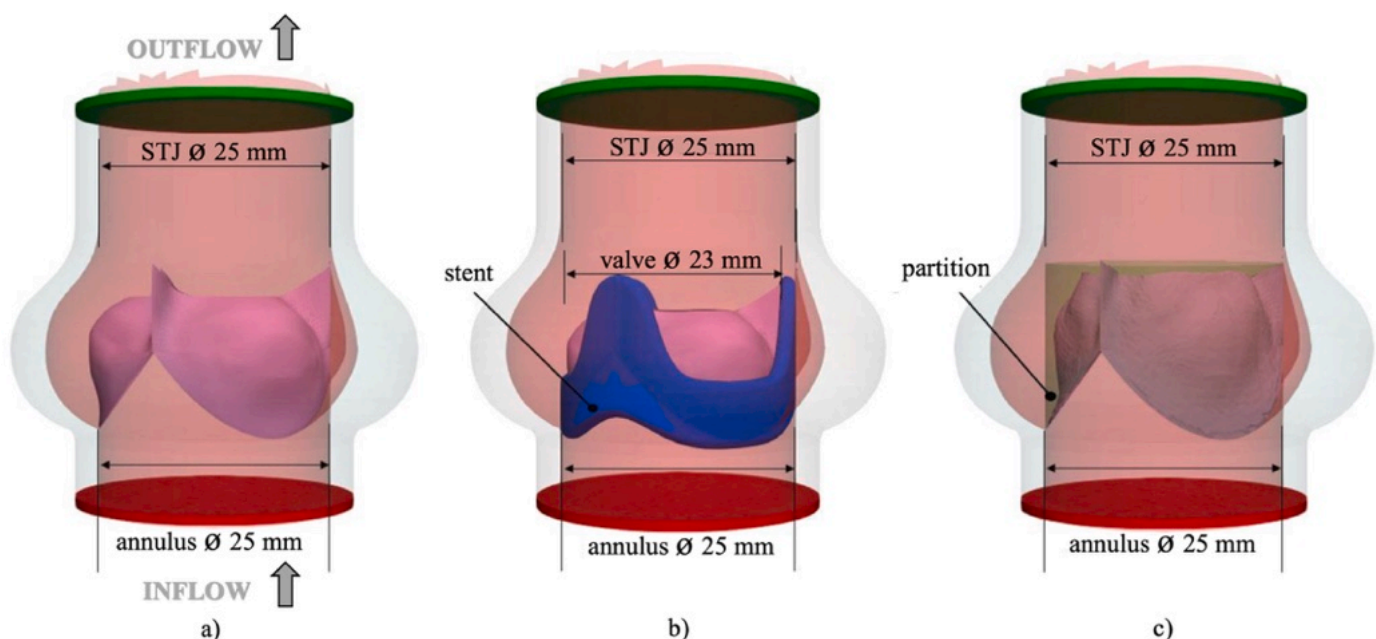 OUTFLOW
STJ Ø 25 mm
annulus Ø 25 mm
INFLOW
a)
STJ Ø 25 mm
stent
valve Ø 23 mm
annulus Ø 25 mm
b)
STJ Ø 25 mm
partition
annulus Ø 25 mm
c)